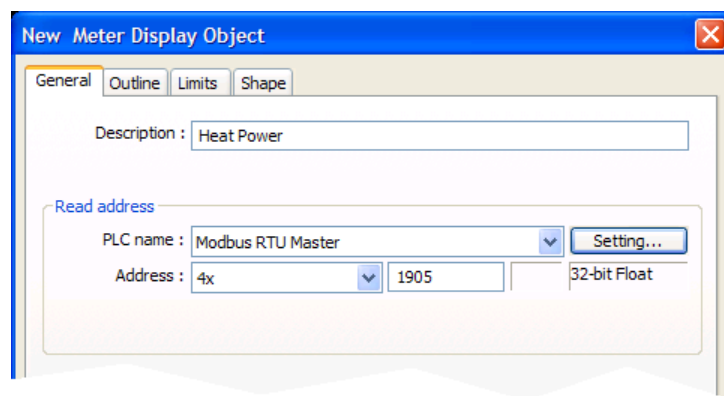 New Meter Display Object
General Outline Limits Shape
Description : Heat Power
Read address
PLC name : Modbus RTU Master Setting...
Address : 4x 1905 32-bit Float